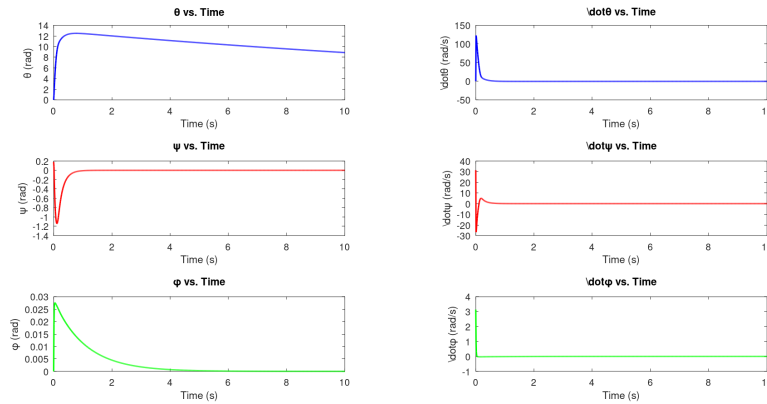 θ vs. Time
θ (rad)
14
12
10
8
6
4
2
0
0 2 4 6 8 10
Time (s)
\dotθ vs. Time
\dotθ (rad/s)
150
100
50
0
-50
0 2 4 6 8 1
Time (s)
ψ vs. Time
ψ (rad)
0.2
0
-0.2
-0.4
-0.6
-0.8
-1
-1.2
-1.4
0 2 4 6 8 10
Time (s)
\dotψ vs. Time
\dotψ (rad/s)
40
30
20
10
0
-10
-20
-30
0 2 4 6 8 1
Time (s)
φ vs. Time
φ (rad)
0.03
0.025
0.02
0.015
0.01
0.005
0
0 2 4 6 8 10
Time (s)
\dotφ vs. Time
\dotφ (rad/s)
4
3
2
1
0
-1
0 2 4 6 8 1
Time (s)